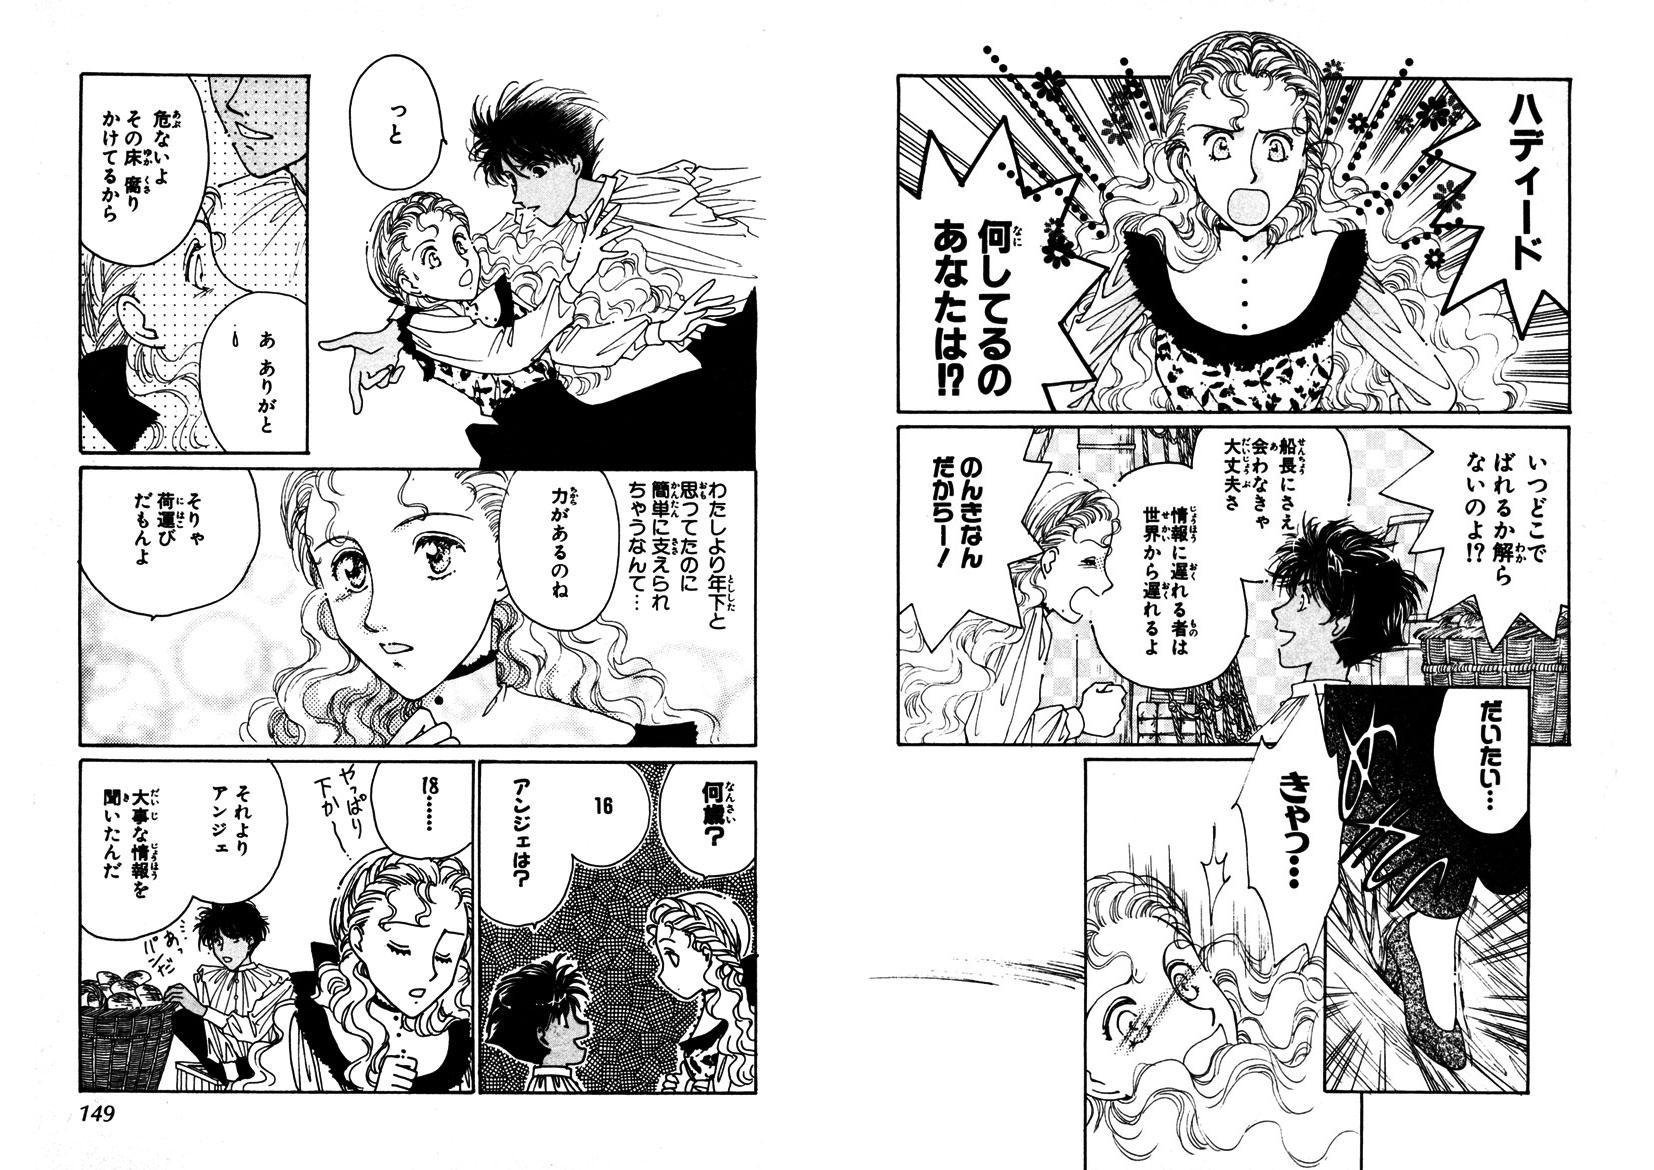 ハディード
何してるの
あなたは!?
いつどこで
ばれるか解ら
ないのよ!?
船長にさえ
会わなきゃ
大丈夫さ
情報に遅れる者は
世界から遅れるよ
のんきなん
だからー！
だいたい…
めりっ
きゃっ…
っと
危ないよ
その床 腐り
かけてるから
あ ありがと
わたしより年下と
思ってたのに
簡単に支えられ
ちゃうなんて…
力があるのね
そりゃ
荷運び
だもんよ
何歳？
16
アンジェは？
18………
やっぱり
下かー…
それより
アンジェ
大事な情報を
聞いたんだ
あっ…
パンだ
149